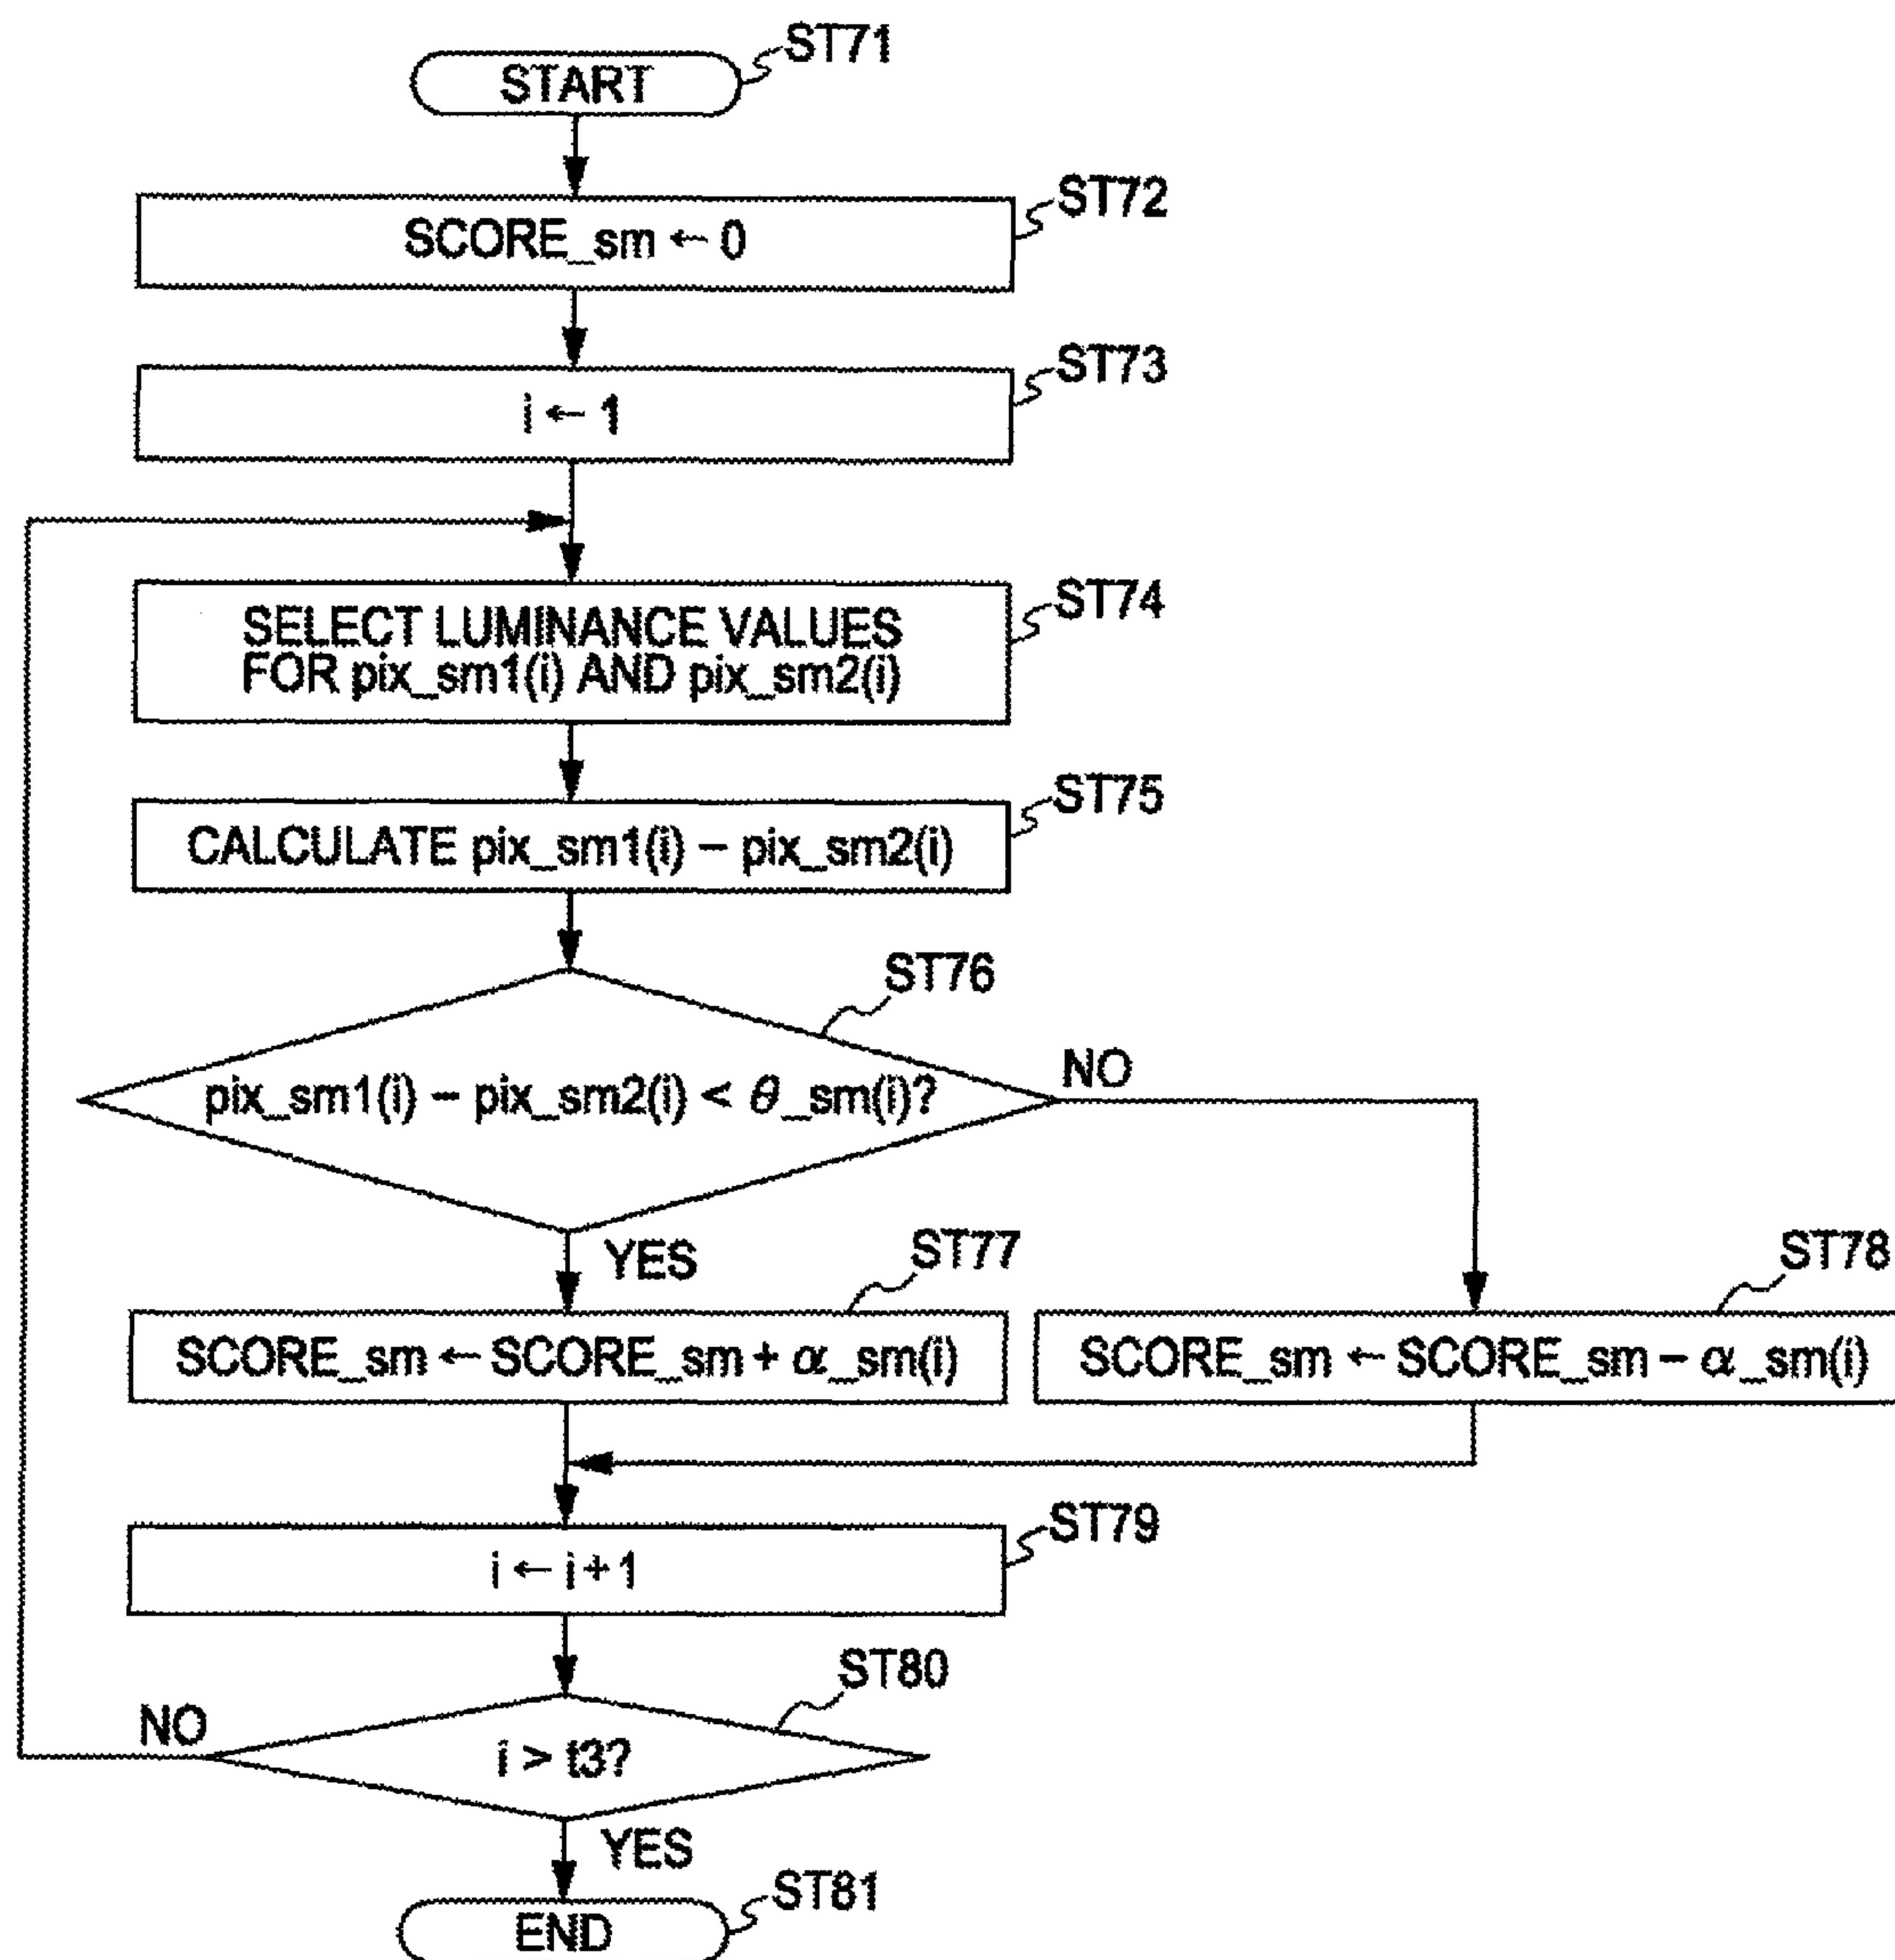 START
ST71
SCORE_sm ← 0
ST72
i ← 1
ST73
SELECT LUMINANCE VALUES
FOR pix_sm1(i) AND pix_sm2(i)
ST74
CALCULATE pix_sm1(i) – pix_sm2(i)
ST75
ST76
pix_sm1(i) – pix_sm2(i) < θ_sm(i)?
NO
YES
ST77
ST78
SCORE_sm ← SCORE_sm + α_sm(i)
SCORE_sm ← SCORE_sm – α_sm(i)
ST79
i ← i + 1
ST80
NO
i > t3?
YES
ST81
END